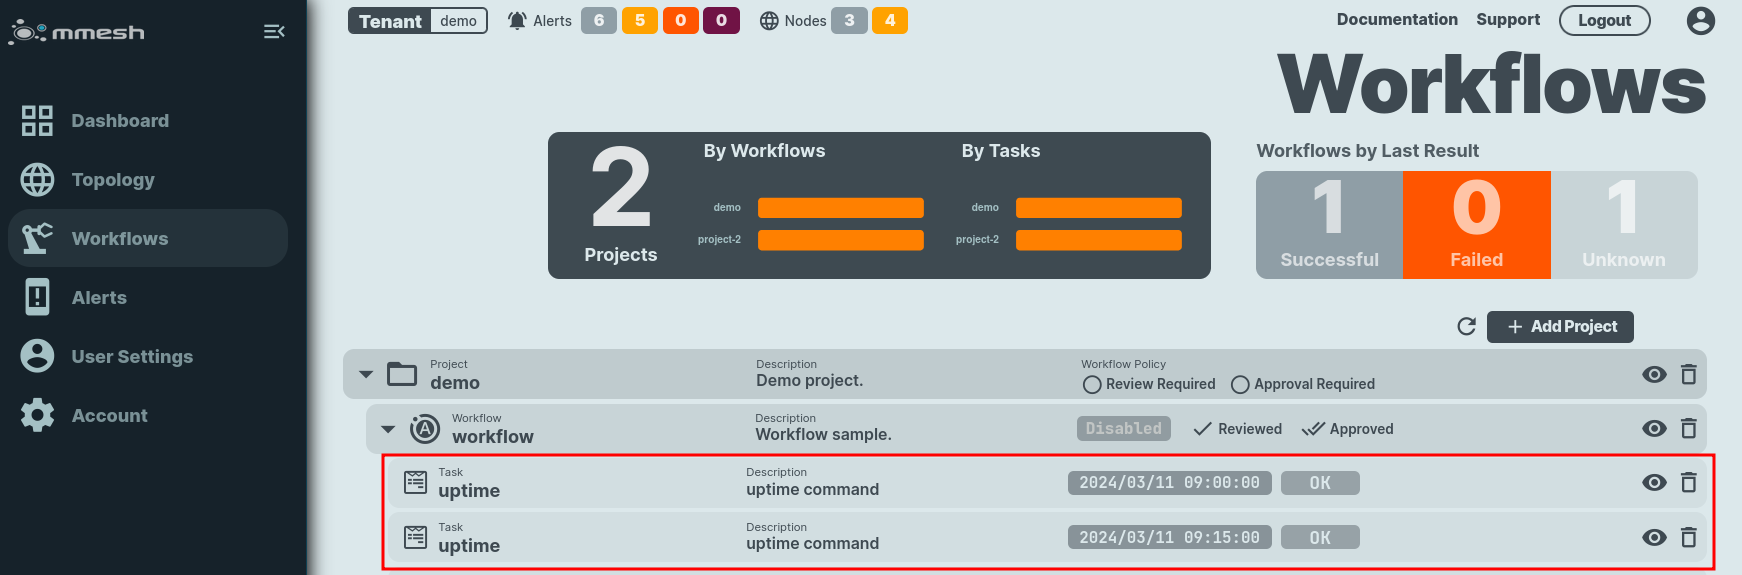 mmesh
Dashboard
Topology
Workflows
Alerts
User Settings
Account
Tenant demo Alerts 6 5 0 0 Nodes 3 4
Documentation Support Logout
Workflows
2
Projects
By Workflows
demo
project-2
By Tasks
demo
project-2
Workflows by Last Result
1 0 1
Successful Failed Unknown
+ Add Project
Project Description Workflow Policy
demo Demo project. Review Required Approval Required
Workflow Description
workflow Workflow sample. Disabled Reviewed Approved
Task Description
uptime uptime command 2024/03/11 09:00:00 OK
Task Description
uptime uptime command 2024/03/11 09:15:00 OK